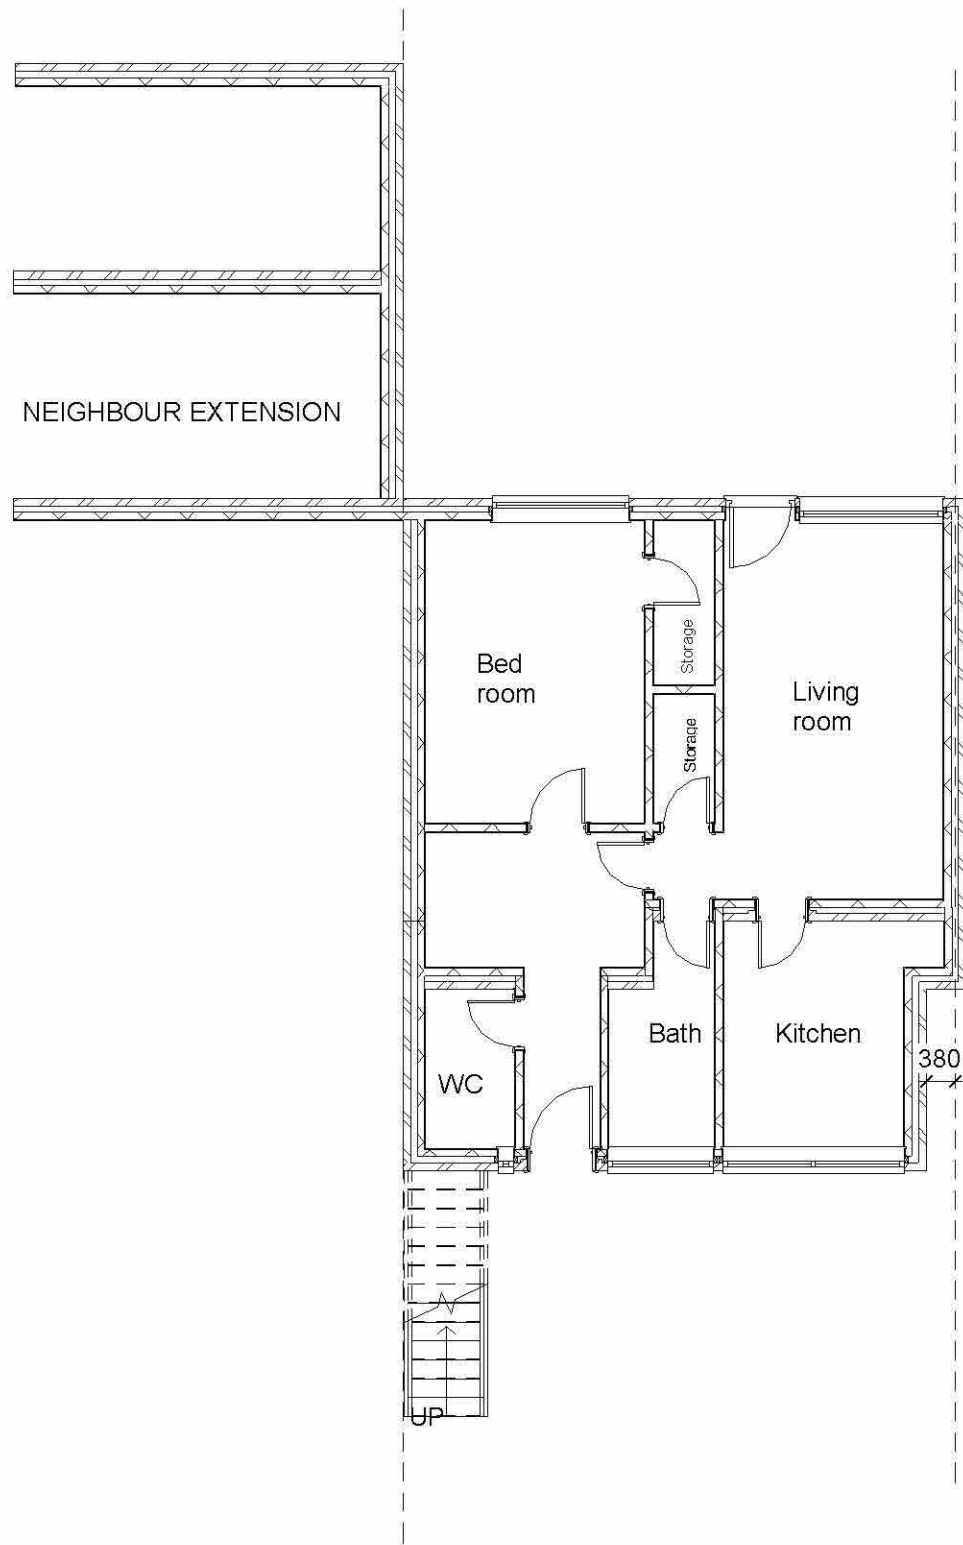 NEIGHBOUR EXTENSION
Storage
Bed
room
Living
room
Storage
Bath
Kitchen
380
WC
UP